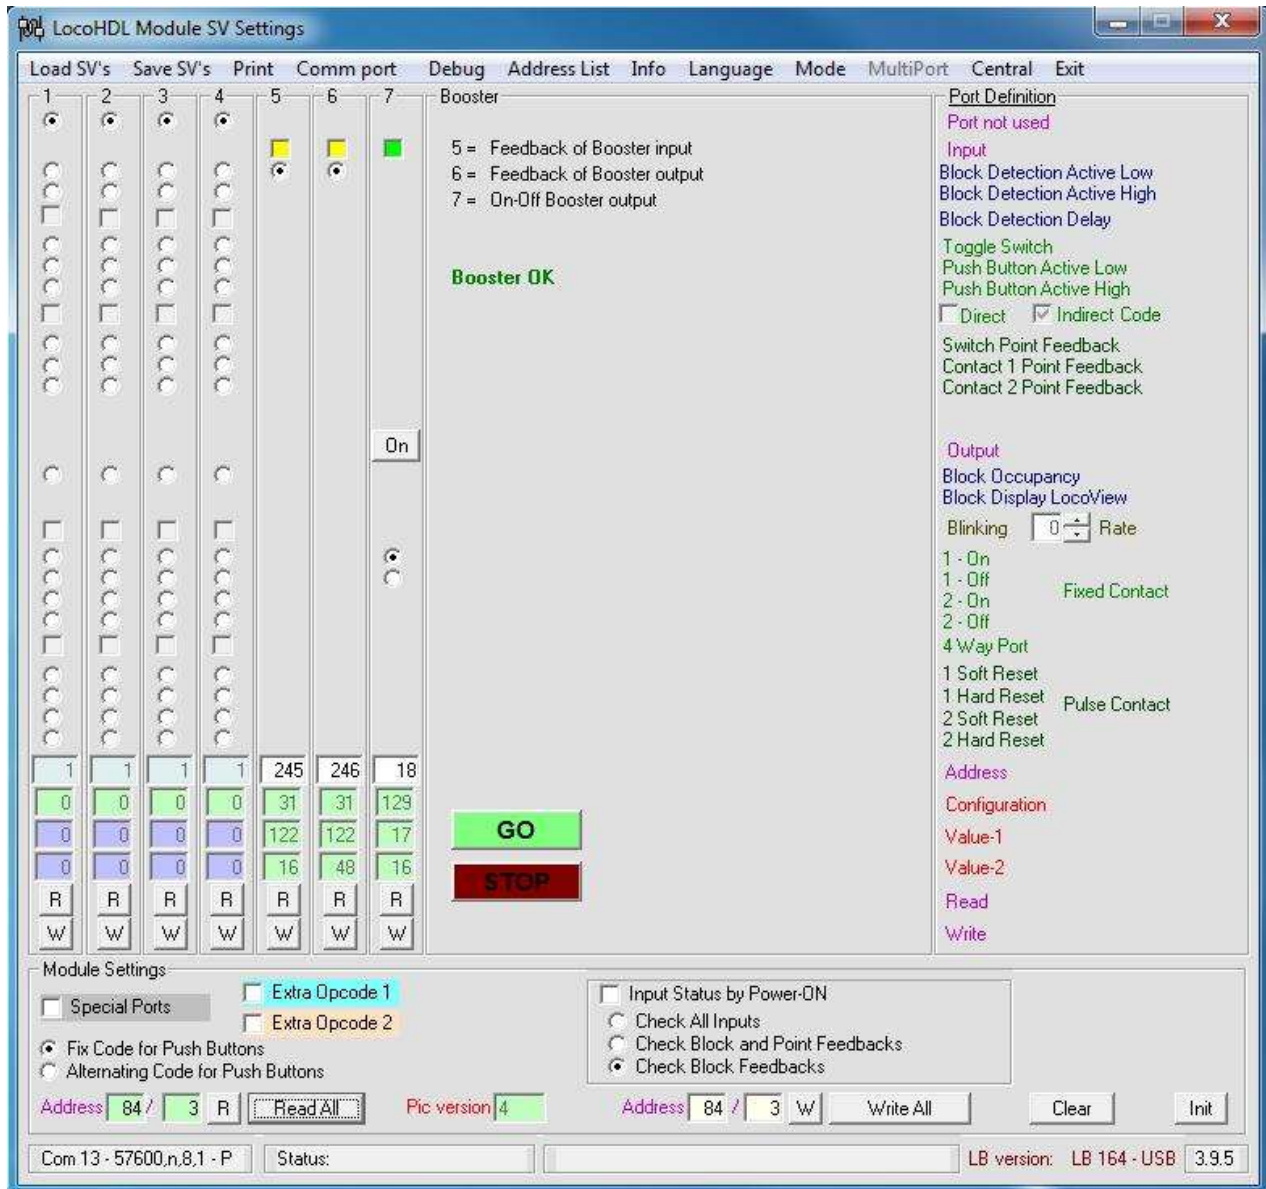 LocoHDL Module SV Settings
Load SV's Save SV's Print Comm port Debug Address List Info Language Mode MultiPort Central Exit
1 2 3 4 5 6 7 Booster Port Definition
Port not used
5 = Feedback of Booster input Input
6 = Feedback of Booster output Block Detection Active Low
7 = On-Off Booster output Block Detection Active High
Block Detection Delay
Toggle Switch
Booster OK Push Button Active Low
Push Button Active High
Direct Indirect Code
Switch Point Feedback
Contact 1 Point Feedback
Contact 2 Point Feedback
On Output
Block Occupancy
Block Display LocoView
Blinking 0 Rate
1 - On
1 - Off
Fixed Contact
2 - On
2 - Off
4 Way Port
1 Soft Reset
1 Hard Reset
Pulse Contact
2 Soft Reset
2 Hard Reset
1 1 1 1 245 246 18 Address
0 0 0 0 31 31 129 Configuration
0 0 0 0 122 122 17 GO Value-1
0 0 0 0 16 48 16 STOP Value-2
R R R R R R R Read
W W W W W W W Write
Module Settings
Special Ports Extra Opcode 1 Input Status by Power-ON
Extra Opcode 2 Check All Inputs
Fix Code for Push Buttons Check Block and Point Feedbacks
Alternating Code for Push Buttons Check Block Feedbacks
Address 84 / 3 R Read All Pic version 4 Address 84 / 3 W Write All Clear Init
Com 13 - 57600,n,8,1 - P Status: LB version: LB 164 - USB 3.9.5